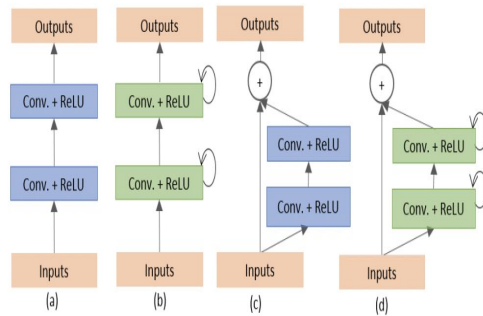 Outputs
Conv. + ReLU
Conv. + ReLU
Inputs
(a)
Outputs
Conv. + ReLU
Conv. + ReLU
Inputs
(b)
Outputs
+
Conv. + ReLU
Conv. + ReLU
Inputs
(c)
Outputs
+
Conv. + ReLU
Conv. + ReLU
Inputs
(d)